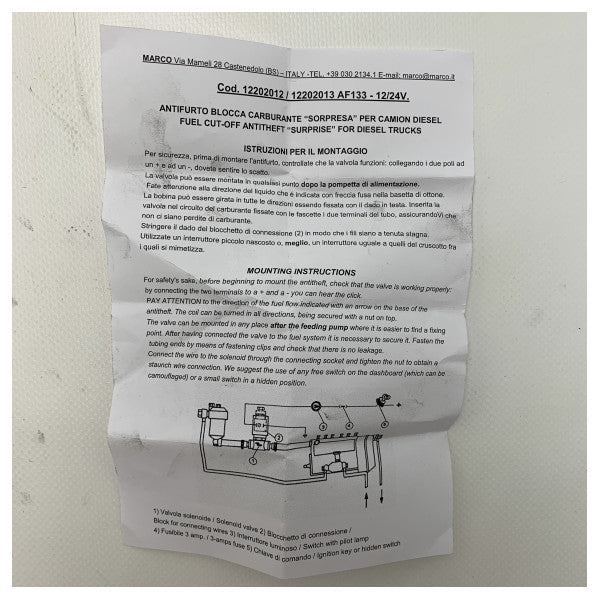 MARCO Via Mameli 28 Castenedolo (BS) – ITALY -TEL. +39 030 2134.1 E-mail: marco@marco.it
Cod. 12202012 / 12202013 AF133 - 12/24V.
ANTIFURTO BLOCCA CARBURANTE “SORPRESA” PER CAMION DIESEL
FUEL CUT-OFF ANTITHEFT “SURPRISE” FOR DIESEL TRUCKS
ISTRUZIONI PER IL MONTAGGIO
Per sicurezza, prima di montare l'antifurto, controllate che la valvola funzioni: collegando i due poli ad
un + e ad un -, dovete sentire lo scatto.
La valvola può essere montata in qualsiasi punto dopo la pompetta di alimentazione.
Fate attenzione alla direzione del liquido che è indicata con freccia fusa nella basetta di ottone.
La bobina può essere girata in tutte le direzioni essendo fissata con il dado in testa. Inserita la
valvola nel circuito del carburante fissate con le fascette i due terminali del tubo, assicurandoVi che
non ci siano perdite di carburante.
Stringere il dado del blocchetto di connessione (2) in modo che i fili siano a tenuta stagna.
Utilizzate un interruttore piccolo nascosto o, meglio, un interruttore uguale a quelli del cruscotto fra
i quali si mimetizza.
MOUNTING INSTRUCTIONS
For safety's sake, before beginning to mount the antitheft, check that the valve is working properly:
by connecting the two terminals to a + and a - you can hear the click.
PAY ATTENTION to the direction of the fuel flow indicated with an arrow on the base of the
antitheft. The coil can be turned in all directions, being secured with a nut on top.
The valve can be mounted in any place after the feeding pump where it is easier to find a fixing
point. After having connected the valve to the fuel system it is necessary to secure it. Fasten the
tubing ends by means of fastening clips and check that there is no leakage.
Connect the wire to the solenoid through the connecting socket and tighten the nut to obtain a
staunch wire connection. We suggest the use of any free switch on the dashboard (which can be
camouflaged) or a small switch in a hidden position.
+
3 4 5
2
1
1) Valvola solenoide / Solenoid valve 2) Blocchetto di connessione /
Block for connecting wires 3) Interruttore luminoso / Switch with pilot lamp
4) Fusibile 3 amp. / 3-amps fuse 5) Chiave di comando / Ignition key or hidden switch